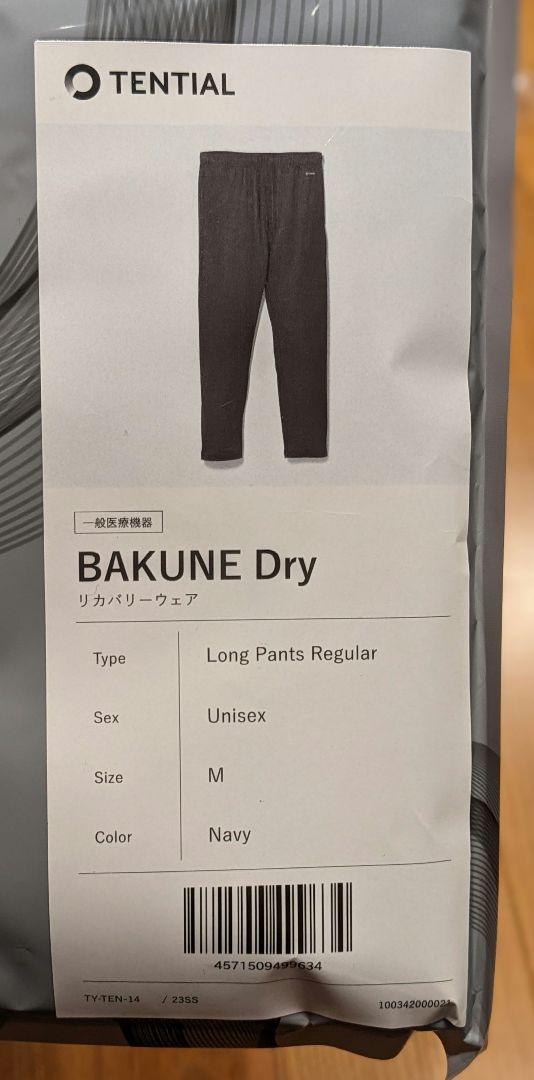 TENTIAL
一般医療機器
BAKUNE Dry
リカバリーウェア
Type Long Pants Regular
Sex Unisex
Size M
Color Navy
4571509499634
TY-TEN-14 / 23SS 100342000021